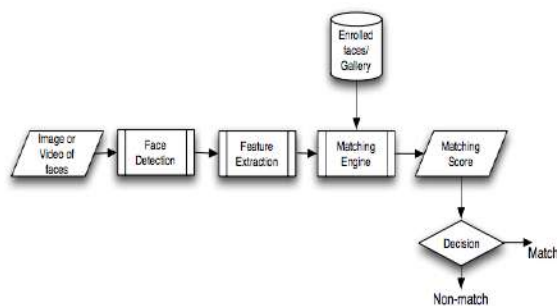 Enrolled
faces/
Gallery
Image or
Video of
faces
Face
Detection
Feature
Extraction
Matching
Engine
Matching
Score
Decision
Match
Non-match